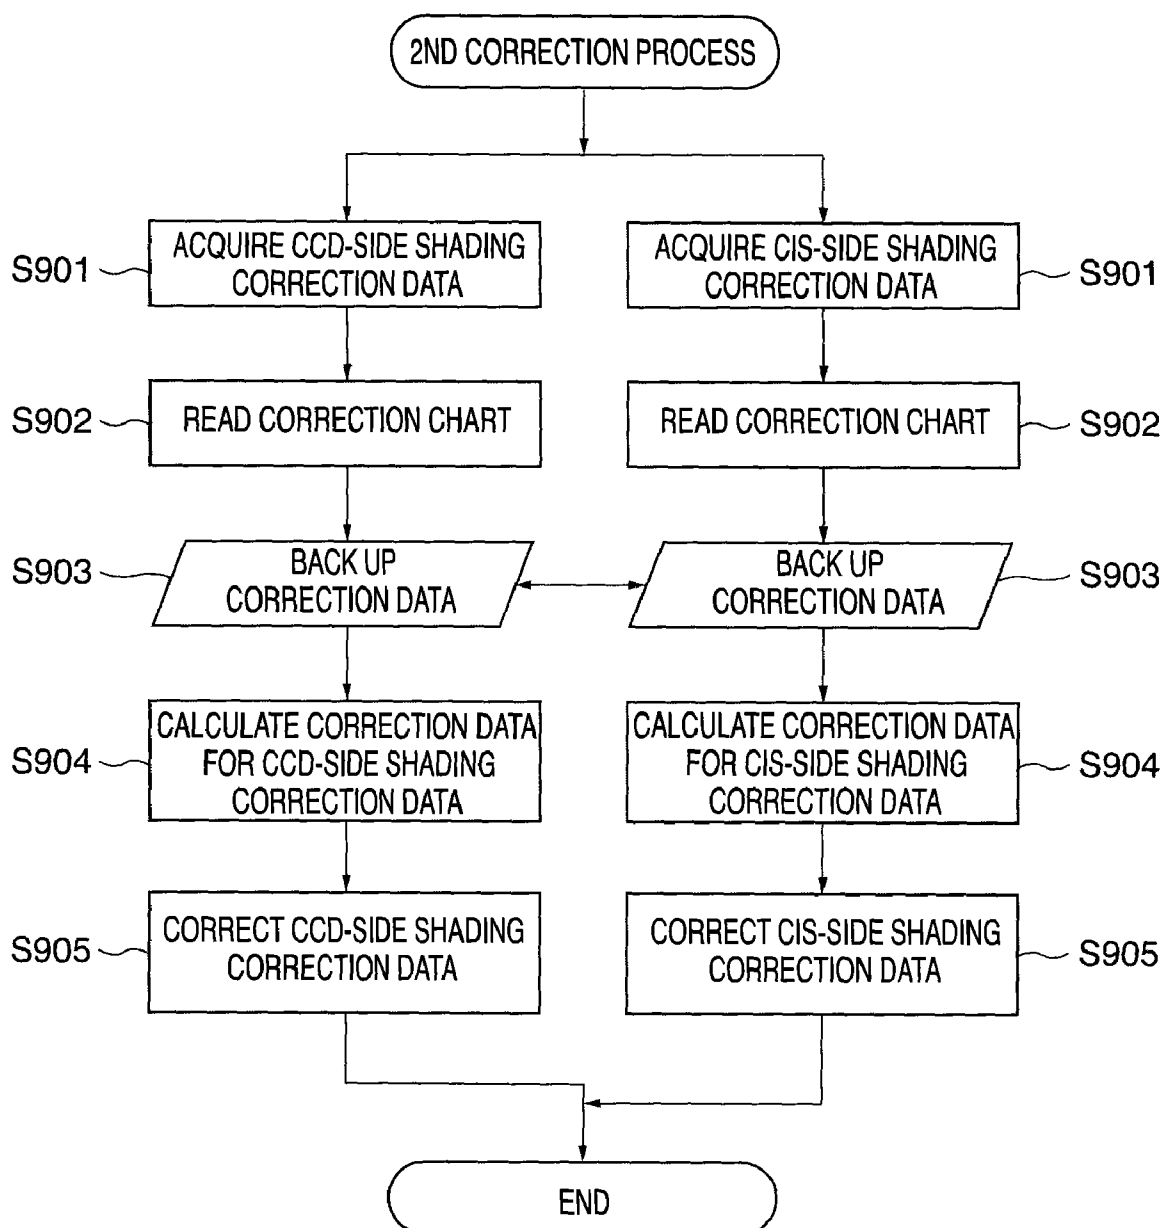 2ND CORRECTION PROCESS
S901
ACQUIRE CCD-SIDE SHADING
CORRECTION DATA
ACQUIRE CIS-SIDE SHADING
CORRECTION DATA
S901
S902
READ CORRECTION CHART
READ CORRECTION CHART
S902
S903
BACK UP
CORRECTION DATA
BACK UP
CORRECTION DATA
S903
S904
CALCULATE CORRECTION DATA
FOR CCD-SIDE SHADING
CORRECTION DATA
CALCULATE CORRECTION DATA
FOR CIS-SIDE SHADING
CORRECTION DATA
S904
S905
CORRECT CCD-SIDE SHADING
CORRECTION DATA
CORRECT CIS-SIDE SHADING
CORRECTION DATA
S905
END